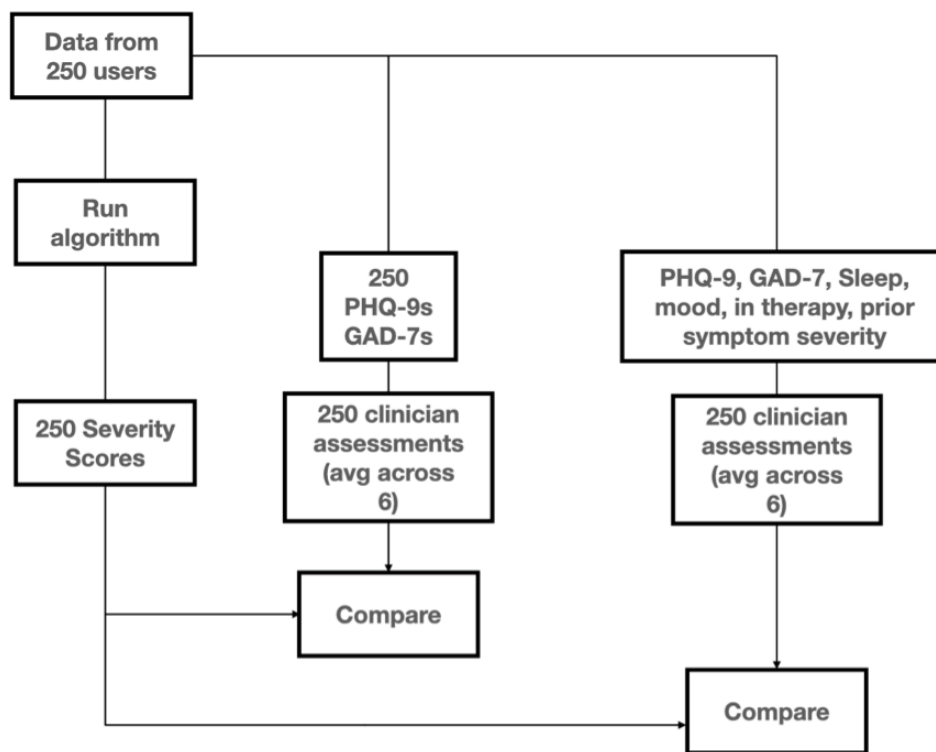 Data from
250 users
Run
algorithm
250
PHQ-9s
GAD-7s
PHQ-9, GAD-7, Sleep,
mood, in therapy, prior
symptom severity
250 Severity
Scores
250 clinician
assessments
(avg across
6)
250 clinician
assessments
(avg across
6)
Compare
Compare